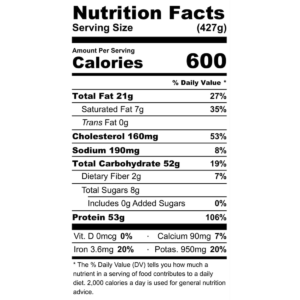 Nutrition Facts
Serving Size (427g)
Amount Per Serving
Calories 600
% Daily Value *
Total Fat 21g 27%
Saturated Fat 7g 35%
Trans Fat 0g
Cholesterol 160mg 53%
Sodium 190mg 8%
Total Carbohydrate 52g 19%
Dietary Fiber 2g 7%
Total Sugars 8g
Includes 0g Added Sugars 0%
Protein 53g 106%
Vit. D 0mcg 0% · Calcium 90mg 7%
Iron 3.6mg 20% · Potas. 950mg 20%
* The % Daily Value (DV) tells you how much a
nutrient in a serving of food contributes to a daily
diet. 2,000 calories a day is used for general nutrition
advice.